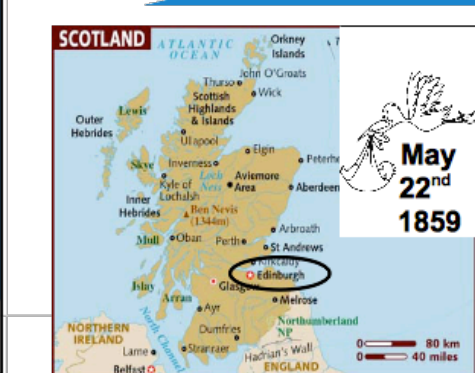 SCOTLAND
ATLANTIC
OCEAN
Orkney
Islands
John O'Groats
Thurso
Wick
Scottish
Highlands
& Islands
Lewis
Outer
Hebrides
Ullapool
Elgin
Skye
Inverness
Peterhe
Loch
Ness
Aviemore
Area
Kyle of
Lochalsh
Aberdeen
Inner
Hebrides
Ben Nevis
(1344m)
Arbroath
Mull
Oban
Perth
St Andrews
Kirkcaldy
Edinburgh
Islay
Glasgow
Arran
Melrose
Ayr
Northumberland
NP
North Channel
Dumfries
NORTHERN
IRELAND
Larne
Stranraer
Hadrian's Wall
Belfast
ENGLAND
0 80 km
0 40 miles
May
22nd
1859